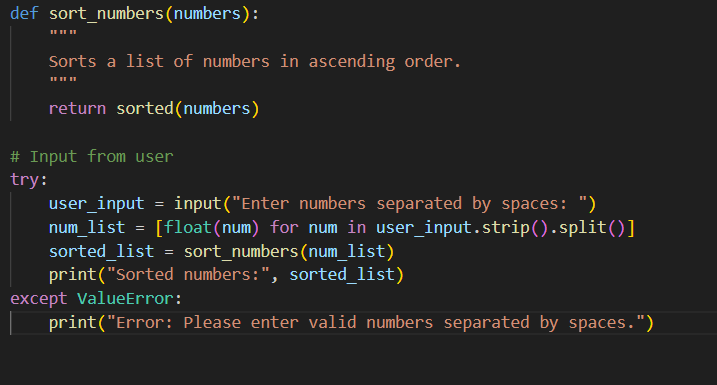 def sort_numbers(numbers):
    """
    Sorts a list of numbers in ascending order.
    """
    return sorted(numbers)

# Input from user
try:
    user_input = input("Enter numbers separated by spaces: ")
    num_list = [float(num) for num in user_input.strip().split()]
    sorted_list = sort_numbers(num_list)
    print("Sorted numbers:", sorted_list)
except ValueError:
    print("Error: Please enter valid numbers separated by spaces.")